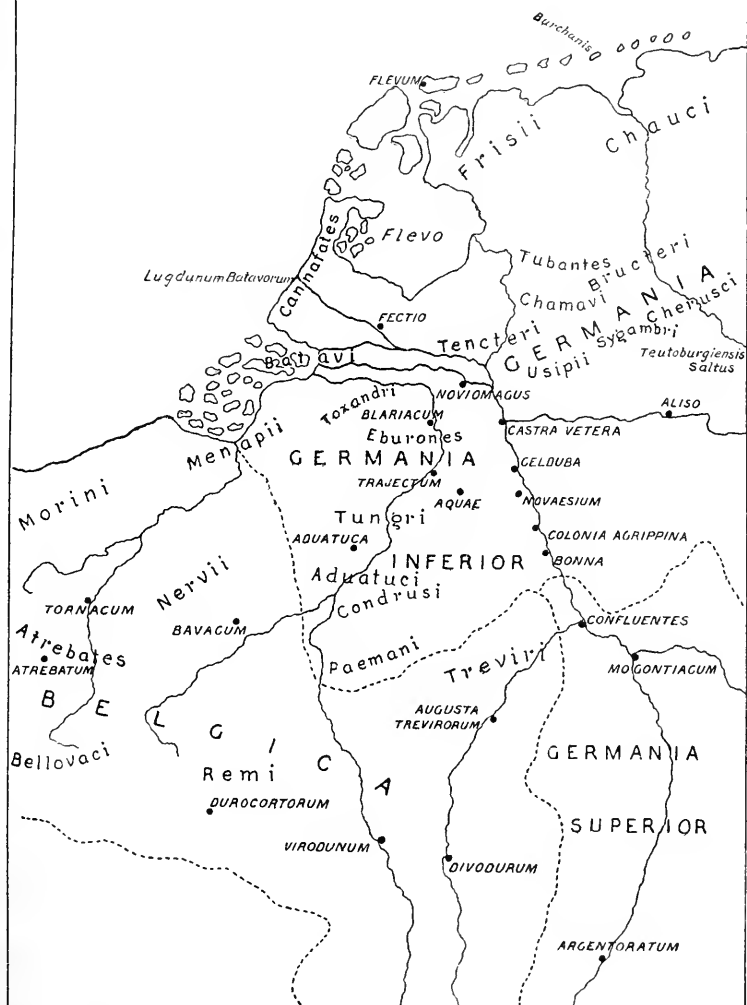 Burchanis
FLEVUM
Frisii
Chauci
Cannafates
Flevo
Tubantes
Bructeri
Lugdunum Batavorum
Chamavi
GERMANIA
Cherusci
FECTIO
Tencteri
Sygambri
Usipii
Teutoburgiensis
Saltus
Batavi
NOVIOMAGUS
Toxandri
BLARIACUM
ALISO
CASTRA VETERA
Menapii
Eburones
GERMANIA
GELDUBA
TRAJECTUM
Morini
AQUAE
NOVAESIUM
Tungri
COLONIA AGRIPPINA
ADUATUCA
INFERIOR
BONNA
Nervii
Aduatuci
Condrusi
TORNACUM
BAVACUM
CONFLUENTES
Atrebates
ATREBATUM
Paemani
Treviri
MOGONTIACUM
BELGICA
AUGUSTA
TREVIRORUM
Bellovaci
GERMANIA
Remi
DUROCORTORUM
SUPERIOR
VIRODUNUM
DIVODURUM
ARGENTORATUM